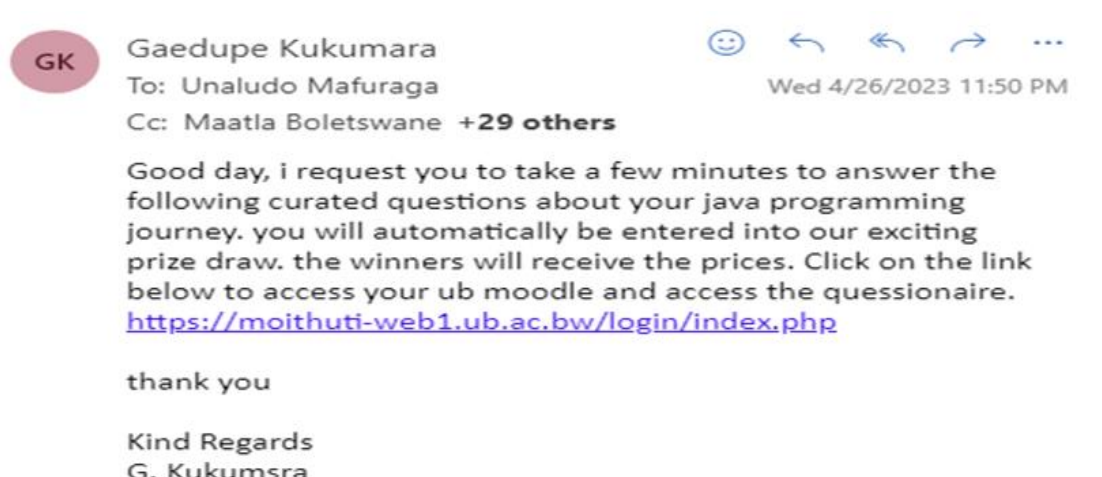 GK
Gaedupe Kukumara
To: Unaludo Mafuraga
Wed 4/26/2023 11:50 PM
Cc: Maatla Boletswane +29 others
Good day, i request you to take a few minutes to answer the
following curated questions about your java programming
journey. you will automatically be entered into our exciting
prize draw. the winners will receive the prices. Click on the link
below to access your ub moodle and access the quessionaire.
https://moithuti-web1.ub.ac.bw/login/index.php
thank you
Kind Regards
G. Kukumsra